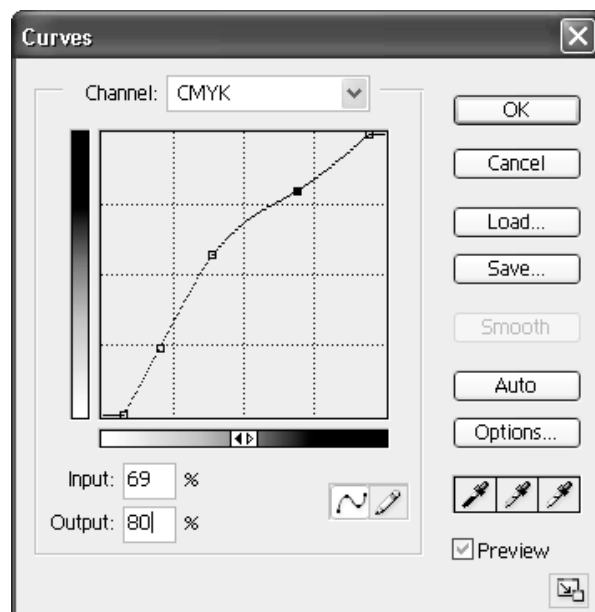 Curves
Channel: CMYK
OK
Cancel
Load...
Save...
Smooth
Auto
Options...
Input: 69 %
Output: 80 %
Preview